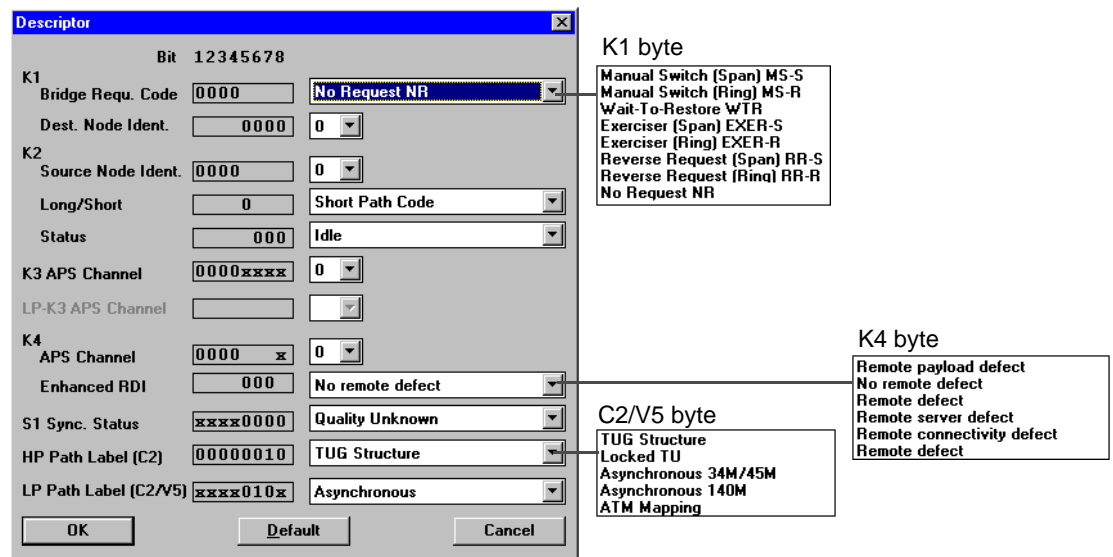 Descriptor
Bit 12345678
K1
Bridge Requ. Code 0000 No Request NR
Dest. Node Ident. 0000 0
K2
Source Node Ident. 0000 0
Long/Short 0 Short Path Code
Status 000 Idle
K3 APS Channel 0000xxxx 0
LP-K3 APS Channel
K4
APS Channel 0000 x 0
Enhanced RDI 000 No remote defect
S1 Sync. Status xxxx0000 Quality Unknown
HP Path Label (C2) 00000010 TUG Structure
LP Path Label (C2/V5) xxxx010x Asynchronous
OK Default Cancel
K1 byte
Manual Switch (Span) MS-S
Manual Switch (Ring) MS-R
Wait-To-Restore WTR
Exerciser (Span) EXER-S
Exerciser (Ring) EXER-R
Reverse Request (Span) RR-S
Reverse Request (Ring) RR-R
No Request NR
K4 byte
Remote payload defect
No remote defect
Remote defect
Remote server defect
Remote connectivity defect
Remote defect
C2/V5 byte
TUG Structure
Locked TU
Asynchronous 34M/45M
Asynchronous 140M
ATM Mapping